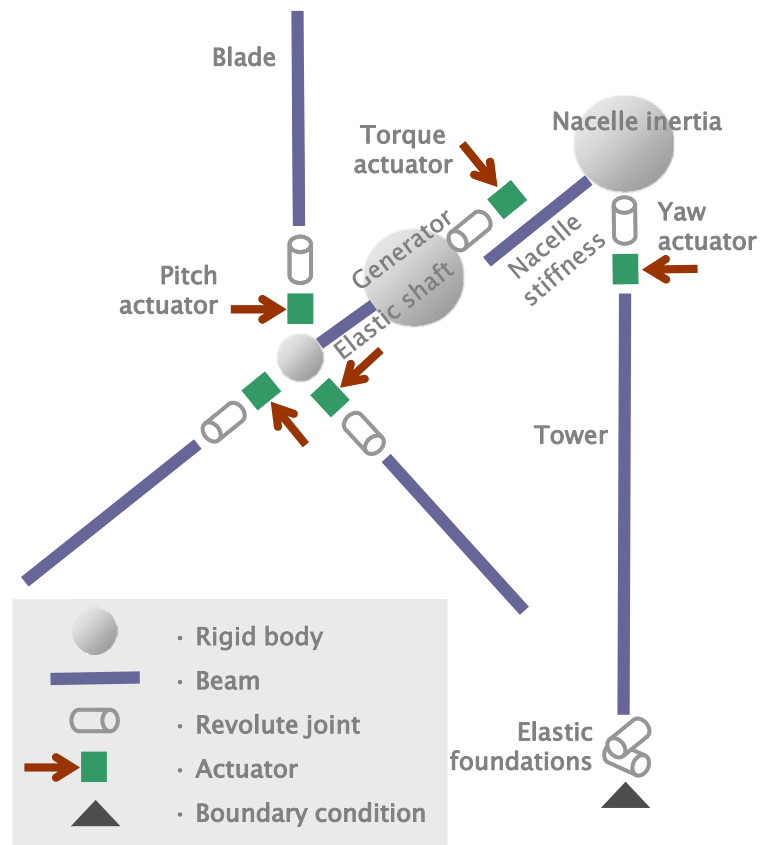 Blade
Nacelle inertia
Torque
actuator
Yaw
actuator
Generator
Nacelle
stiffness
Pitch
actuator
Elastic shaft
Tower
Elastic
foundations
· Rigid body
· Beam
· Revolute joint
· Actuator
· Boundary condition